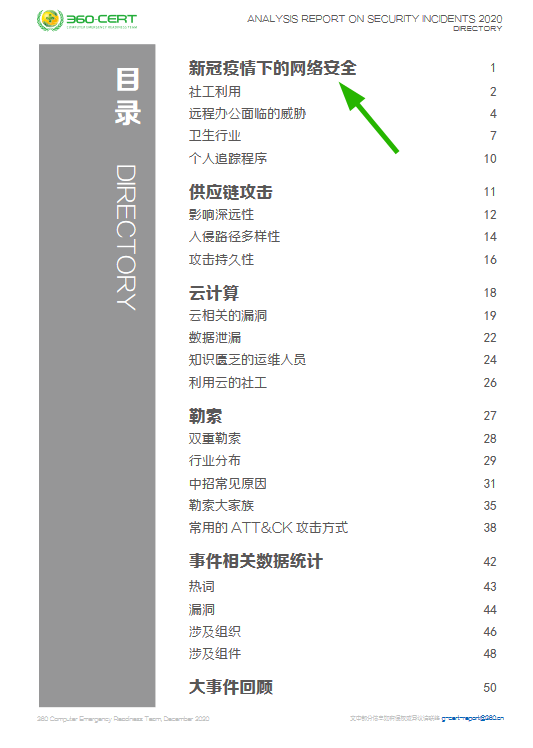 360-CERT
ANALYSIS REPORT ON SECURITY INCIDENTS 2020
DIRECTORY
目录
DIRECTORY
新冠疫情下的网络安全 1
社工利用 2
远程办公面临的威胁 4
卫生行业 7
个人追踪程序 10
供应链攻击 11
影响深远性 12
入侵路径多样性 14
攻击持久性 16
云计算 18
云相关的漏洞 19
数据泄漏 22
知识匮乏的运维人员 24
利用云的社工 26
勒索 27
双重勒索 28
行业分布 29
中招常见原因 31
勒索大家族 35
常用的 ATT&CK 攻击方式 38
事件相关数据统计 42
热词 43
漏洞 44
涉及组织 46
涉及组件 48
大事件回顾 50
360 Computer Emergency Readiness Team, December 2020
g-cert-report@360.cn